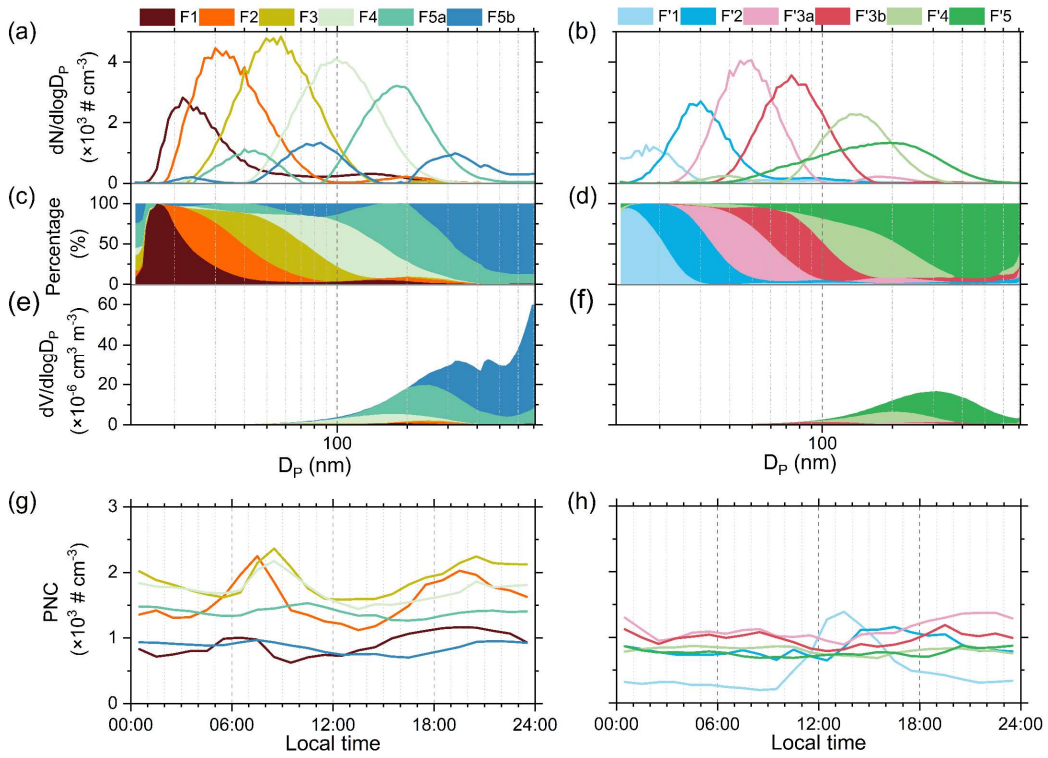 F1 F2 F3 F4 F5a F5b
F'1 F'2 F'3a F'3b F'4 F'5
(a)
dN/dlogDP
(×10³ # cm⁻³)
4
2
0
(b)
(c)
Percentage
(%)
100
50
0
(d)
(e)
dV/dlogDP
(×10⁻⁶ cm³ m⁻³)
60
40
20
0
(f)
100
DP (nm)
100
DP (nm)
(g)
PNC
(×10³ # cm⁻³)
3
2
1
0
00:00 06:00 12:00 18:00 24:00
Local time
(h)
00:00 06:00 12:00 18:00 24:00
Local time